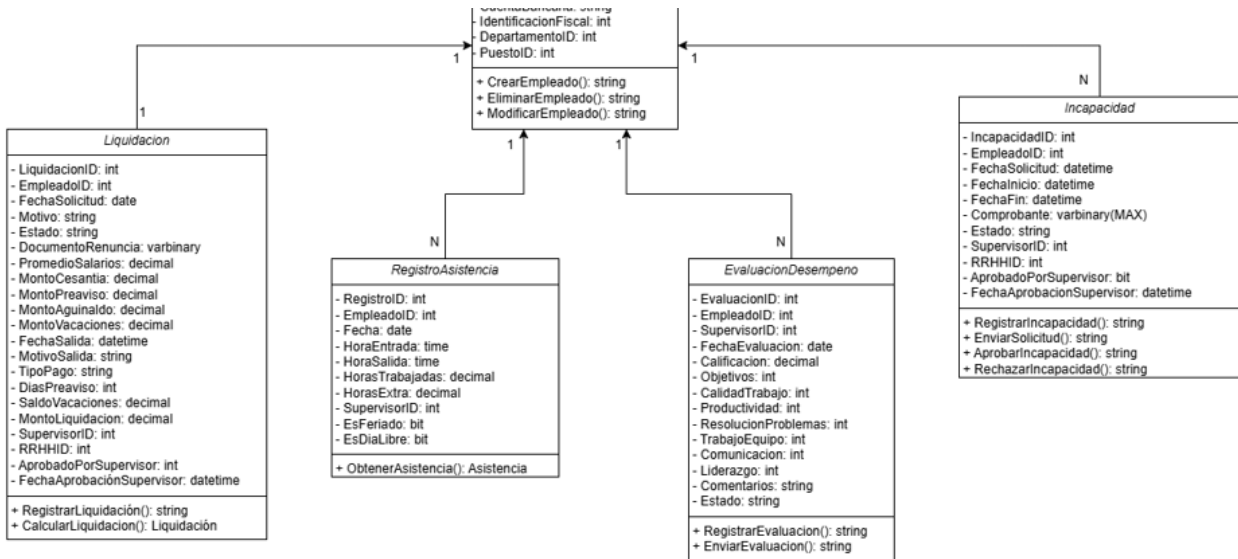 - IdentificacionFiscal: int
- DepartamentoID: int
- PuestoID: int
+ CrearEmpleado(): string
+ EliminarEmpleado(): string
+ ModificarEmpleado(): string
1
1
1
1
1
N
N
N
Liquidacion
- LiquidacionID: int
- EmpleadoID: int
- FechaSolicitud: date
- Motivo: string
- Estado: string
- DocumentoRenuncia: varbinary
- PromedioSalarios: decimal
- MontoCesantia: decimal
- MontoPreaviso: decimal
- MontoAguinaldo: decimal
- MontoVacaciones: decimal
- FechaSalida: datetime
- MotivoSalida: string
- TipoPago: string
- DiasPreaviso: int
- SaldoVacaciones: decimal
- MontoLiquidacion: decimal
- SupervisorID: int
- RRHHID: int
- AprobadoPorSupervisor: int
- FechaAprobaciónSupervisor: datetime
+ RegistrarLiquidación(): string
+ CalcularLiquidacion(): Liquidación
RegistroAsistencia
- RegistroID: int
- EmpleadoID: int
- Fecha: date
- HoraEntrada: time
- HoraSalida: time
- HorasTrabajadas: decimal
- HorasExtra: decimal
- SupervisorID: int
- EsFeriado: bit
- EsDiaLibre: bit
+ ObtenerAsistencia(): Asistencia
EvaluacionDesempeno
- EvaluacionID: int
- EmpleadoID: int
- SupervisorID: int
- FechaEvaluacion: date
- Calificacion: decimal
- Objetivos: int
- CalidadTrabajo: int
- Productividad: int
- ResolucionProblemas: int
- TrabajoEquipo: int
- Comunicacion: int
- Liderazgo: int
- Comentarios: string
- Estado: string
+ RegistrarEvaluacion(): string
+ EnviarEvaluacion(): string
Incapacidad
- IncapacidadID: int
- EmpleadoID: int
- FechaSolicitud: datetime
- FechaInicio: datetime
- FechaFin: datetime
- Comprobante: varbinary(MAX)
- Estado: string
- SupervisorID: int
- RRHHID: int
- AprobadoPorSupervisor: bit
- FechaAprobacionSupervisor: datetime
+ RegistrarIncapacidad(): string
+ EnviarSolicitud(): string
+ AprobarIncapacidad(): string
+ RechazarIncapacidad(): string